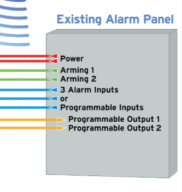 Existing Alarm Panel
Power
Arming 1
Arming 2
3 Alarm Inputs
or
Programmable Inputs
Programmable Output 1
Programmable Output 2